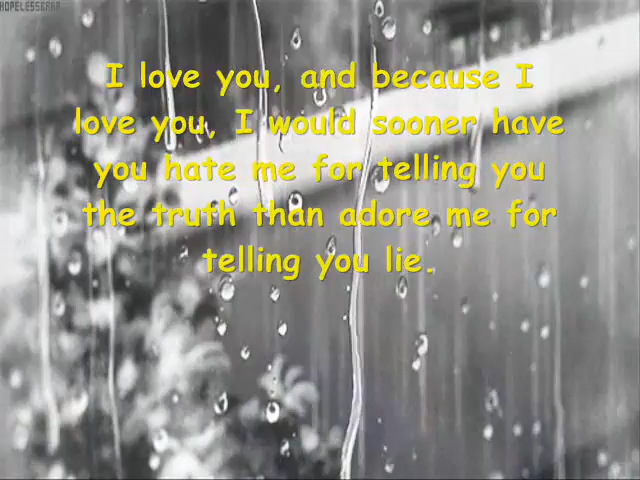 I love you, and because I
love you, I would sooner have
you hate me for telling you
the truth than adore me for
telling you lie.